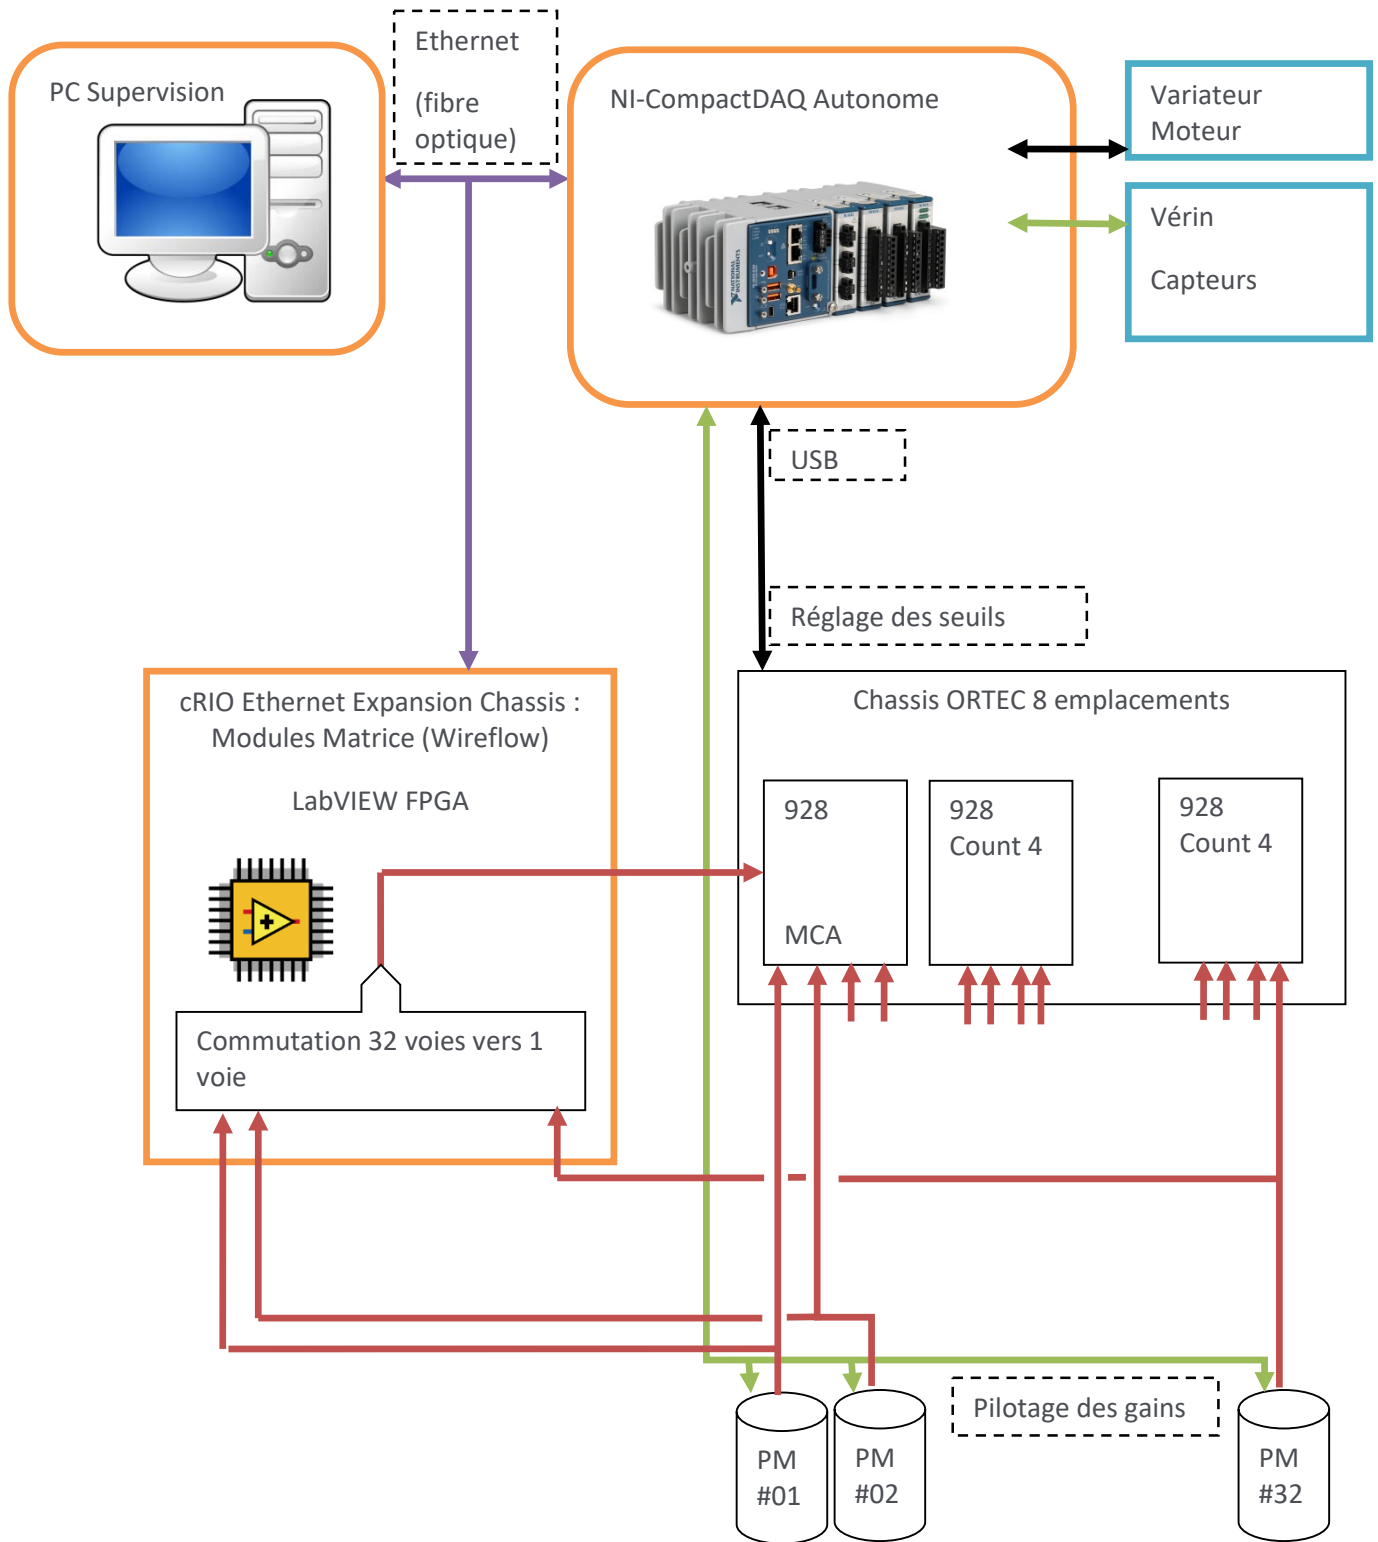 Ethernet
(fibre
optique)
PC Supervision
NI-CompactDAQ Autonome
Variateur
Moteur
Vérin
Capteurs
NATIONAL
INSTRUMENTS
USB
Réglage des seuils
cRIO Ethernet Expansion Chassis :
Modules Matrice (Wireflow)
LabVIEW FPGA
Chassis ORTEC 8 emplacements
928
MCA
928
Count 4
928
Count 4
Commutation 32 voies vers 1
voie
Pilotage des gains
PM
#01
PM
#02
PM
#32